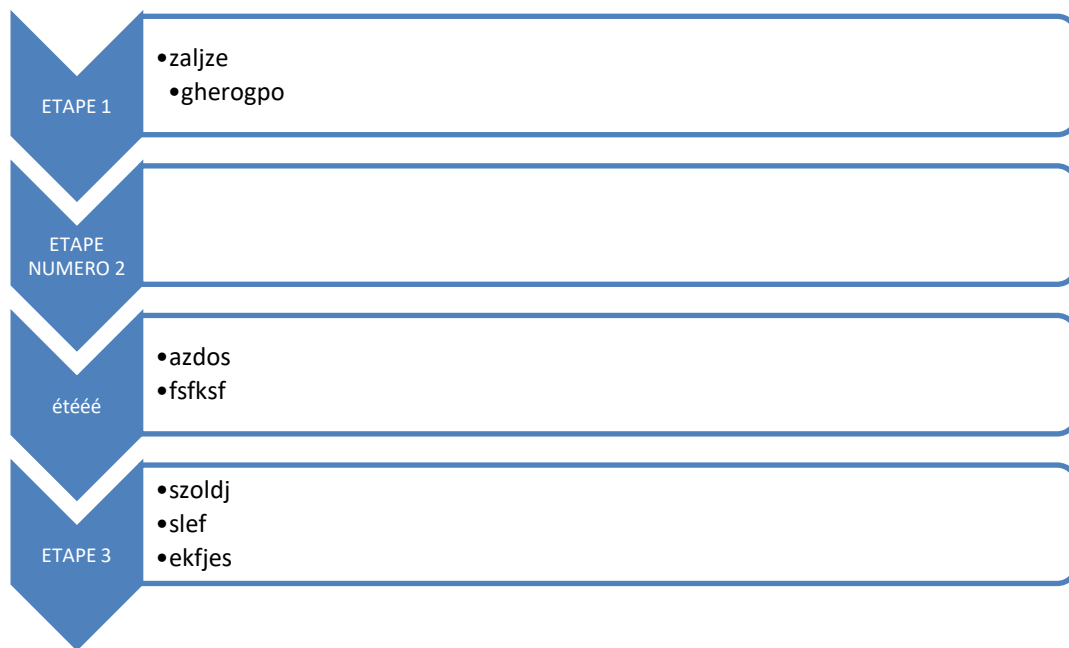 ETAPE 1
•zaljze
•gherogpo
ETAPE
NUMERO 2
étééé
•azdos
•fsfksf
ETAPE 3
•szoldj
•slef
•ekfjes